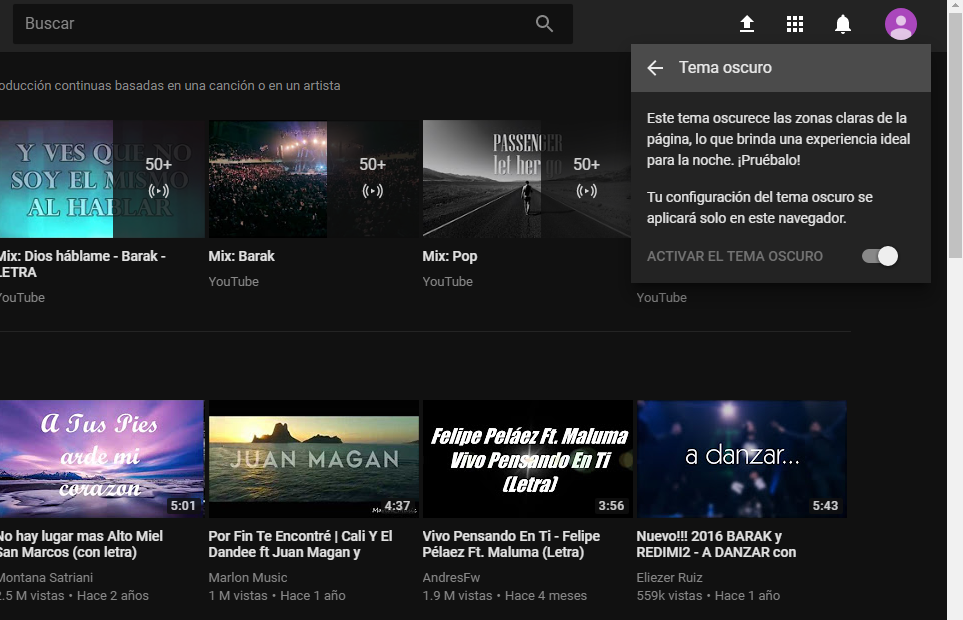 Buscar
Tema oscuro
Este tema oscurece las zonas claras de la
página, lo que brinda una experiencia ideal
para la noche. ¡Pruébalo!
Tu configuración del tema oscuro se
aplicará solo en este navegador.
ACTIVAR EL TEMA OSCURO
oducción continuas basadas en una canción o en un artista
Y VES QUE NO
SOY EL MISMO
AL HABLAR
50+
50+
PASSENGER
let her go
50+
Mix: Dios háblame - Barak -
LETRA
YouTube
Mix: Barak
YouTube
Mix: Pop
YouTube
YouTube
A Tus Pies
arde mi
corazon
5:01
JUAN MAGAN
4:37
Felipe Peláez Ft. Maluma
Vivo Pensando En Ti
(Letra)
3:56
a danzar...
5:43
No hay lugar mas Alto Miel
San Marcos (con letra)
Montana Satriani
2.5 M vistas • Hace 2 años
Por Fin Te Encontré | Cali Y El
Dandee ft Juan Magan y
Marlon Music
1 M vistas • Hace 1 año
Vivo Pensando En Ti - Felipe
Pélaez Ft. Maluma (Letra)
AndresFw
1.9 M vistas • Hace 4 meses
Nuevo!!! 2016 BARAK y
REDIMI2 - A DANZAR con
Eliezer Ruiz
559k vistas • Hace 1 año